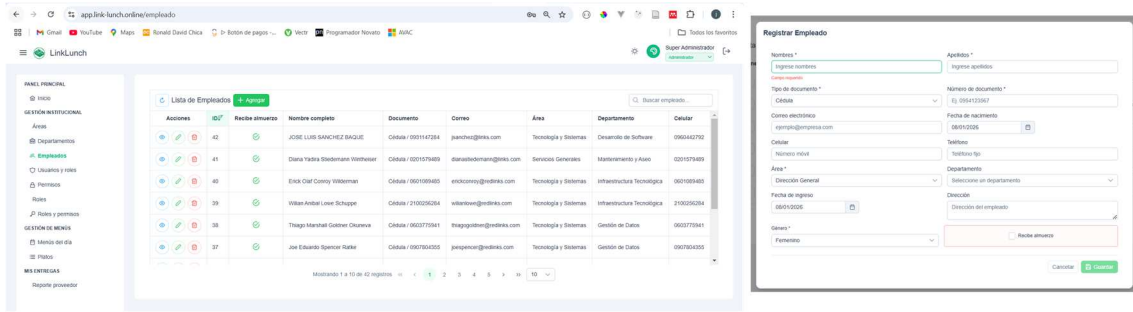 app.link-lunch.online/empleado
Gmail YouTube Maps Ronald David Chica Botón de pagos -... Vectr Programador Novato AVAC Todos los favoritos
LinkLunch
Super Administrador
Administrador
PANEL PRINCIPAL
Inicio
GESTIÓN INSTITUCIONAL
Áreas
Departamentos
Empleados
Usuarios y roles
Permisos
Roles
Roles y permisos
GESTIÓN DE MENÚS
Menús del día
Platos
MIS ENTREGAS
Reporte proveedor
Lista de Empleados + Agregar Buscar empleado...
Acciones ID Recibe almuerzo Nombre completo Documento Correo Área Departamento Celular
42 JOSE LUIS SANCHEZ BAQUE Cédula / 0931147284 jsanchez@links.com Tecnología y Sistemas Desarrollo de Software 0960442792
41 Diana Yadira Stiedemann Wintheiser Cédula / 0201579489 dianastiedemann@links.com Servicios Generales Mantenimiento y Aseo 0201579489
40 Erick Olaf Conroy Wilderman Cédula / 0601089465 erickconroy@redlinks.com Tecnología y Sistemas Infraestructura Tecnológica 0601089465
39 Wilian Anibal Lowe Schuppe Cédula / 2100256284 wilianlowe@redlinks.com Tecnología y Sistemas Infraestructura Tecnológica 2100256284
38 Thiago Marshall Goldner Okuneva Cédula / 0603775941 thiagogoldner@redlinks.com Tecnología y Sistemas Gestión de Datos 0603775941
37 Joe Eduardo Spencer Ratke Cédula / 0907804355 joespencer@redlinks.com Tecnología y Sistemas Gestión de Datos 0907804355
Mostrando 1 a 10 de 42 registros 1 2 3 4 5 10
Registrar Empleado
Nombres * Apellidos *
Ingrese nombres Ingrese apellidos
Campo requerido
Tipo de documento * Número de documento *
Cédula Ej. 0954123367
Correo electrónico Fecha de nacimiento
ejemplo@empresa.com 08/01/2026
Celular Teléfono
Número móvil Teléfono fijo
Área * Departamento
Dirección General Seleccione un departamento
Fecha de ingreso Dirección
08/01/2026 Dirección del empleado
Género *
Femenino Recibe almuerzo
Cancelar Guardar